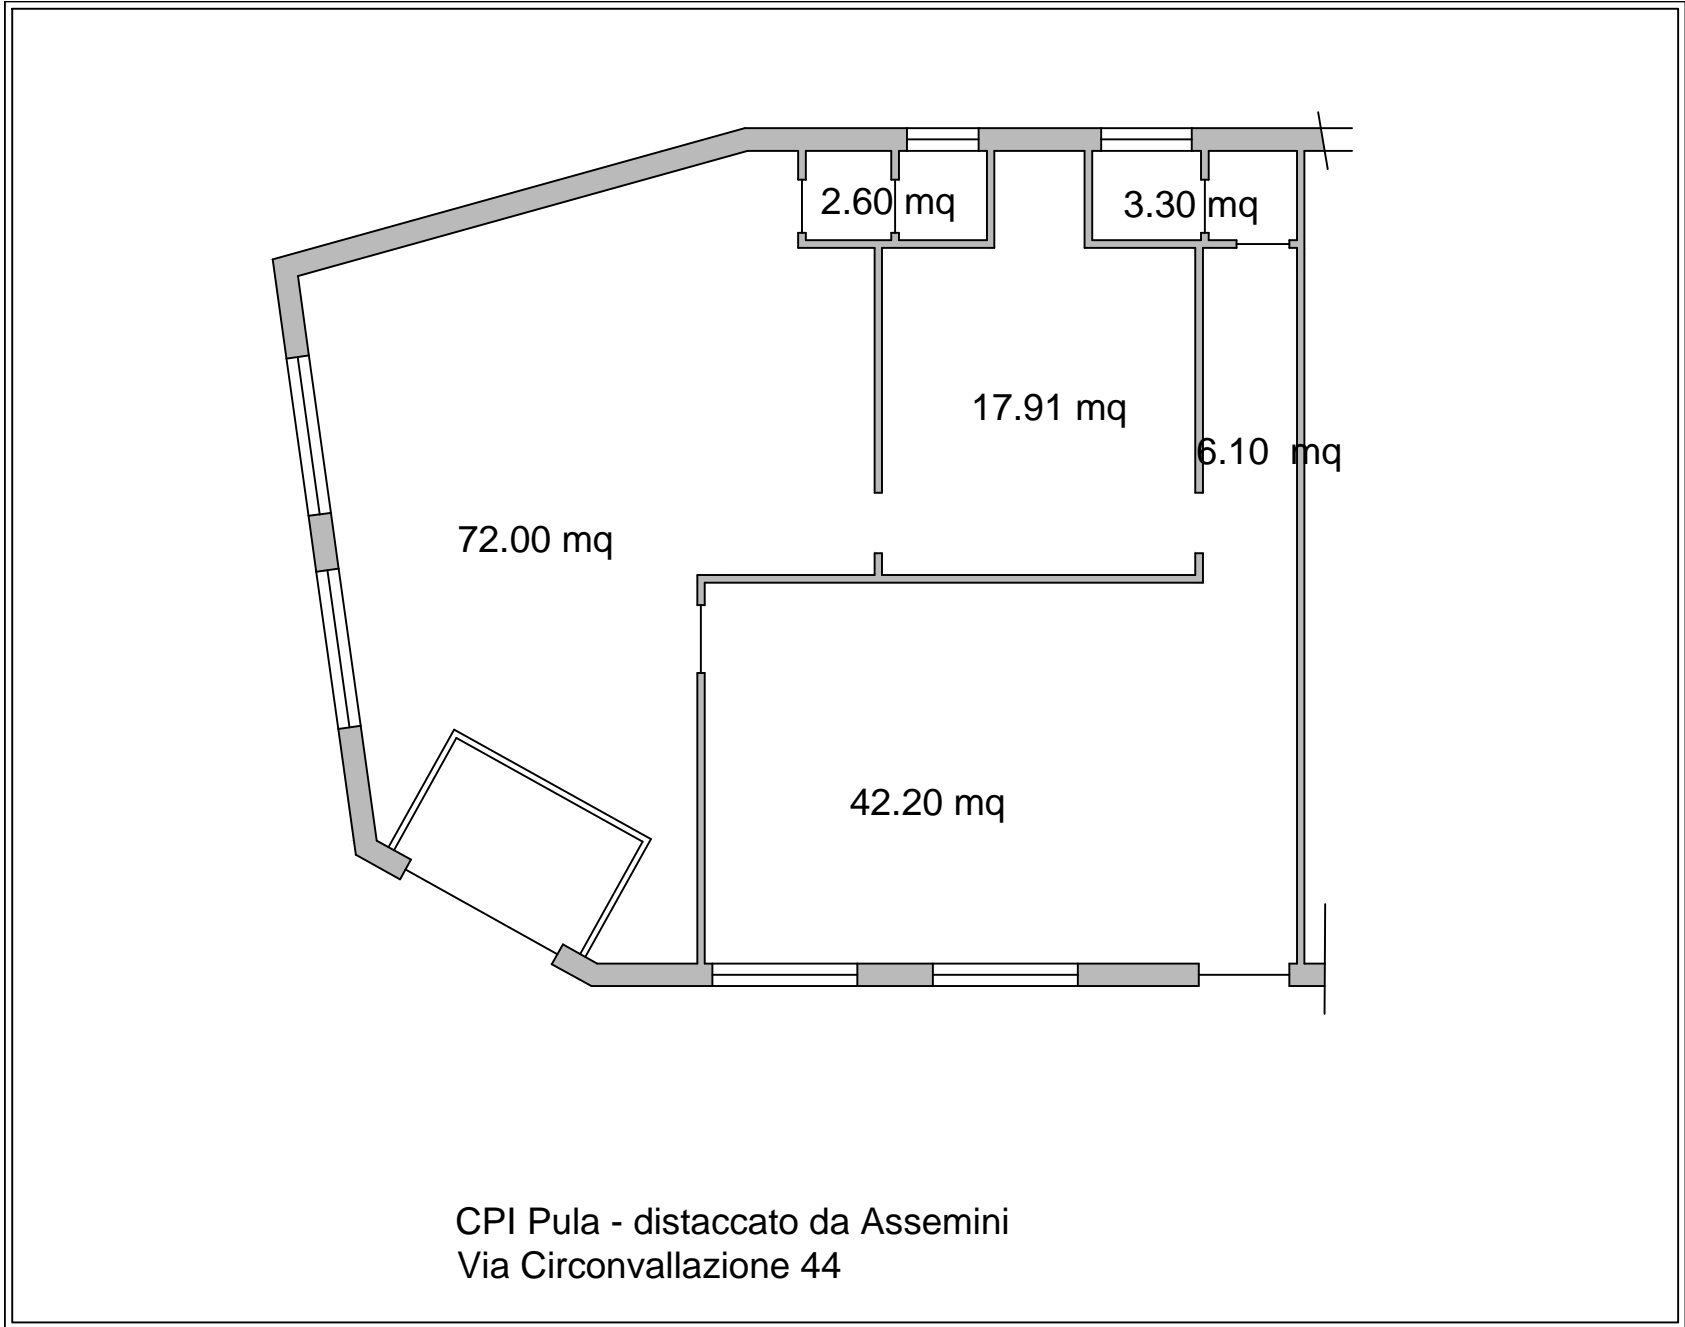 2.60 mq
3.30 mq
17.91 mq
6.10 mq
72.00 mq
42.20 mq
CPI Pula - distaccato da Assemini
Via Circonvallazione 44